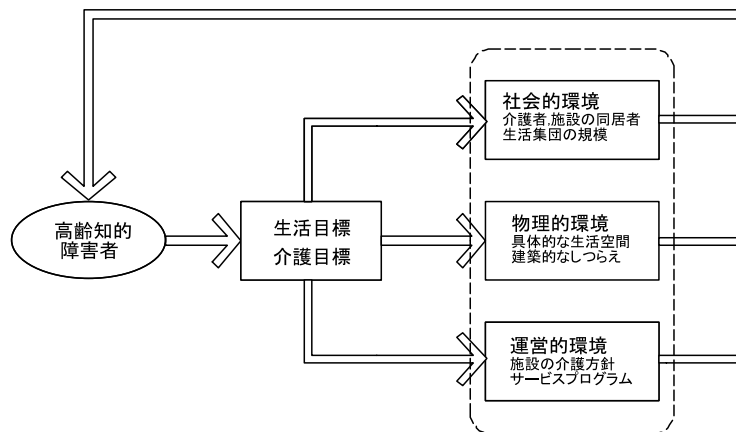 高齢知的
障害者
生活目標
介護目標
社会的環境
介護者,施設の同居者
生活集団の規模
物理的環境
具体的な生活空間
建築的なしつらえ
運営的環境
施設の介護方針
サービスプログラム